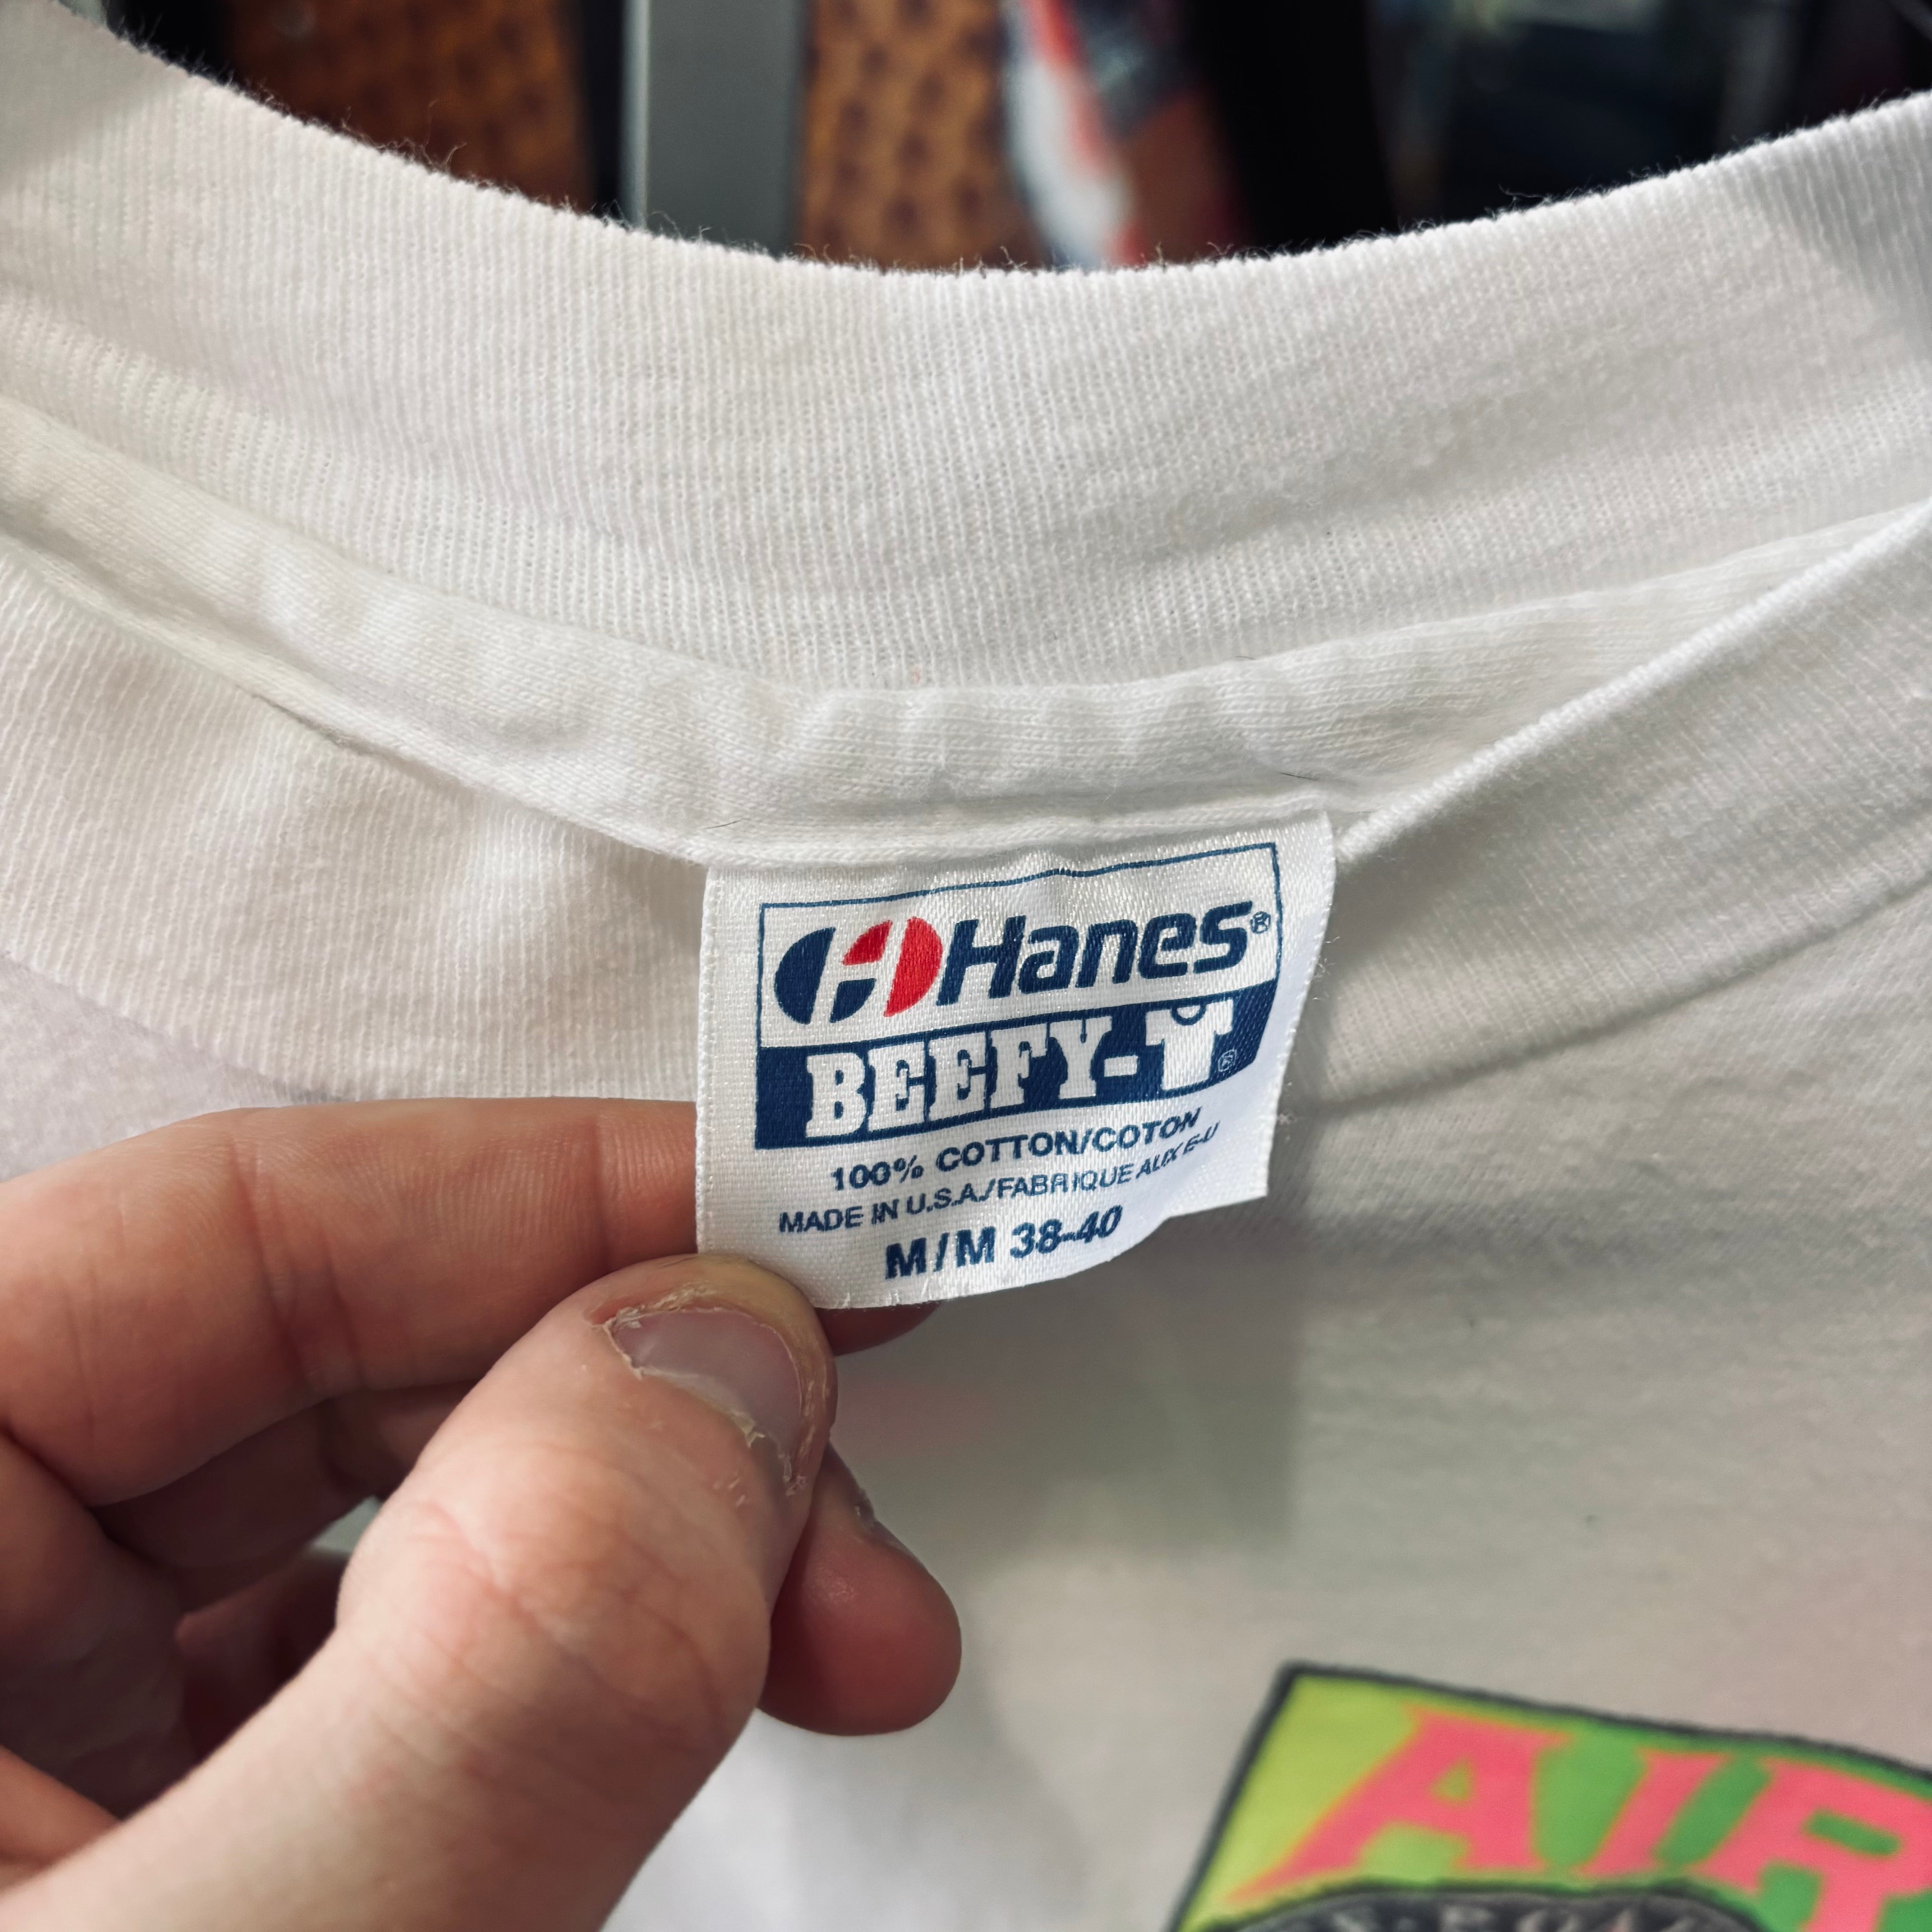 Hanes®
BEEFY-T®
100% COTTON/COTON
MADE IN U.S.A./FABRIQUE AUX E-U
M/M 38-40
AIR